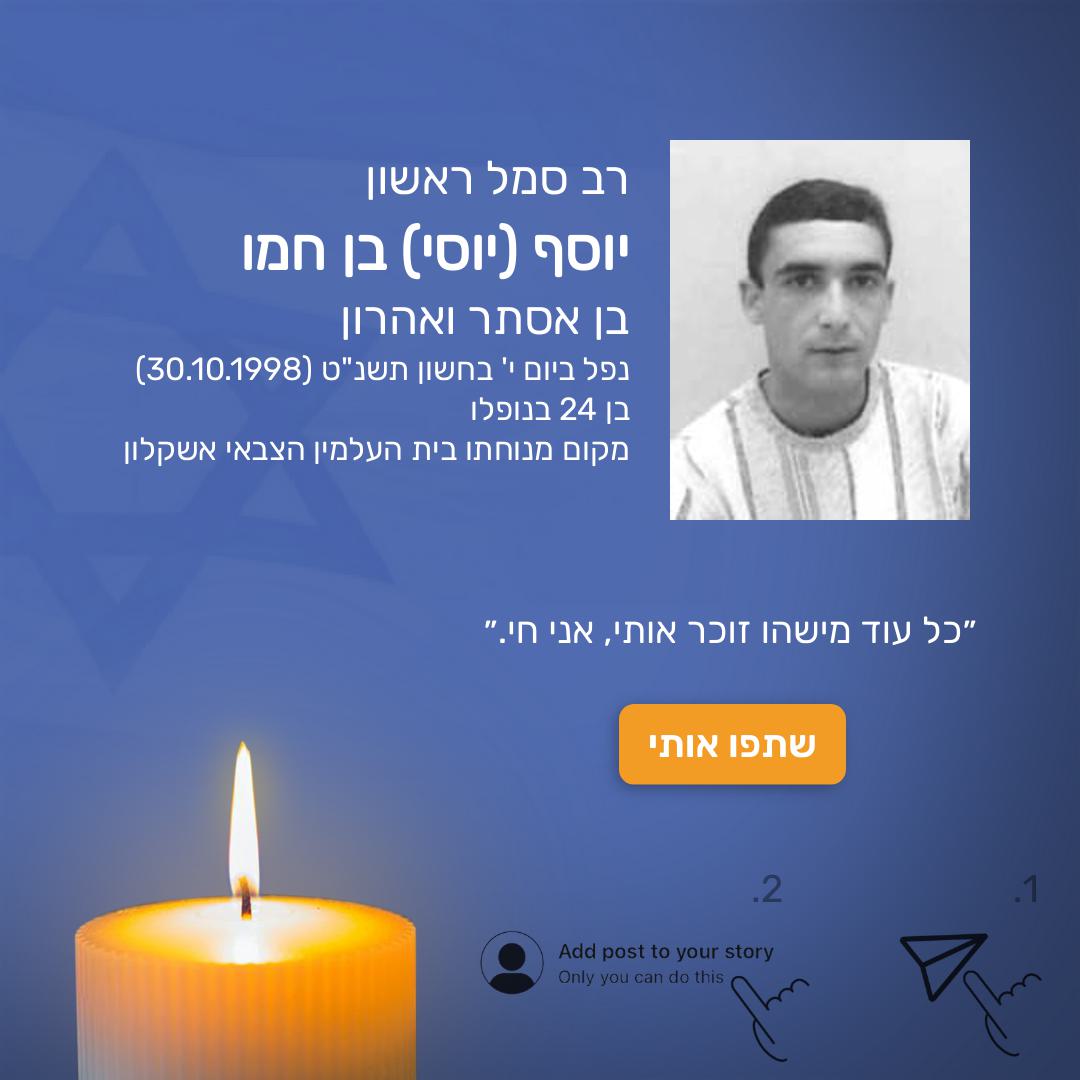 רב סמל ראשון
יוסף (יוסי) בן חמו
בן אסתר ואהרון
נפל ביום י' בחשון תשנ"ט (30.10.1998)
בן 24 בנופלו
מקום מנוחתו בית העלמין הצבאי אשקלון
״כל עוד מישהו זוכר אותי, אני חי.״
שתפו אותי
1.
2.
Add post to your story
Only you can do this